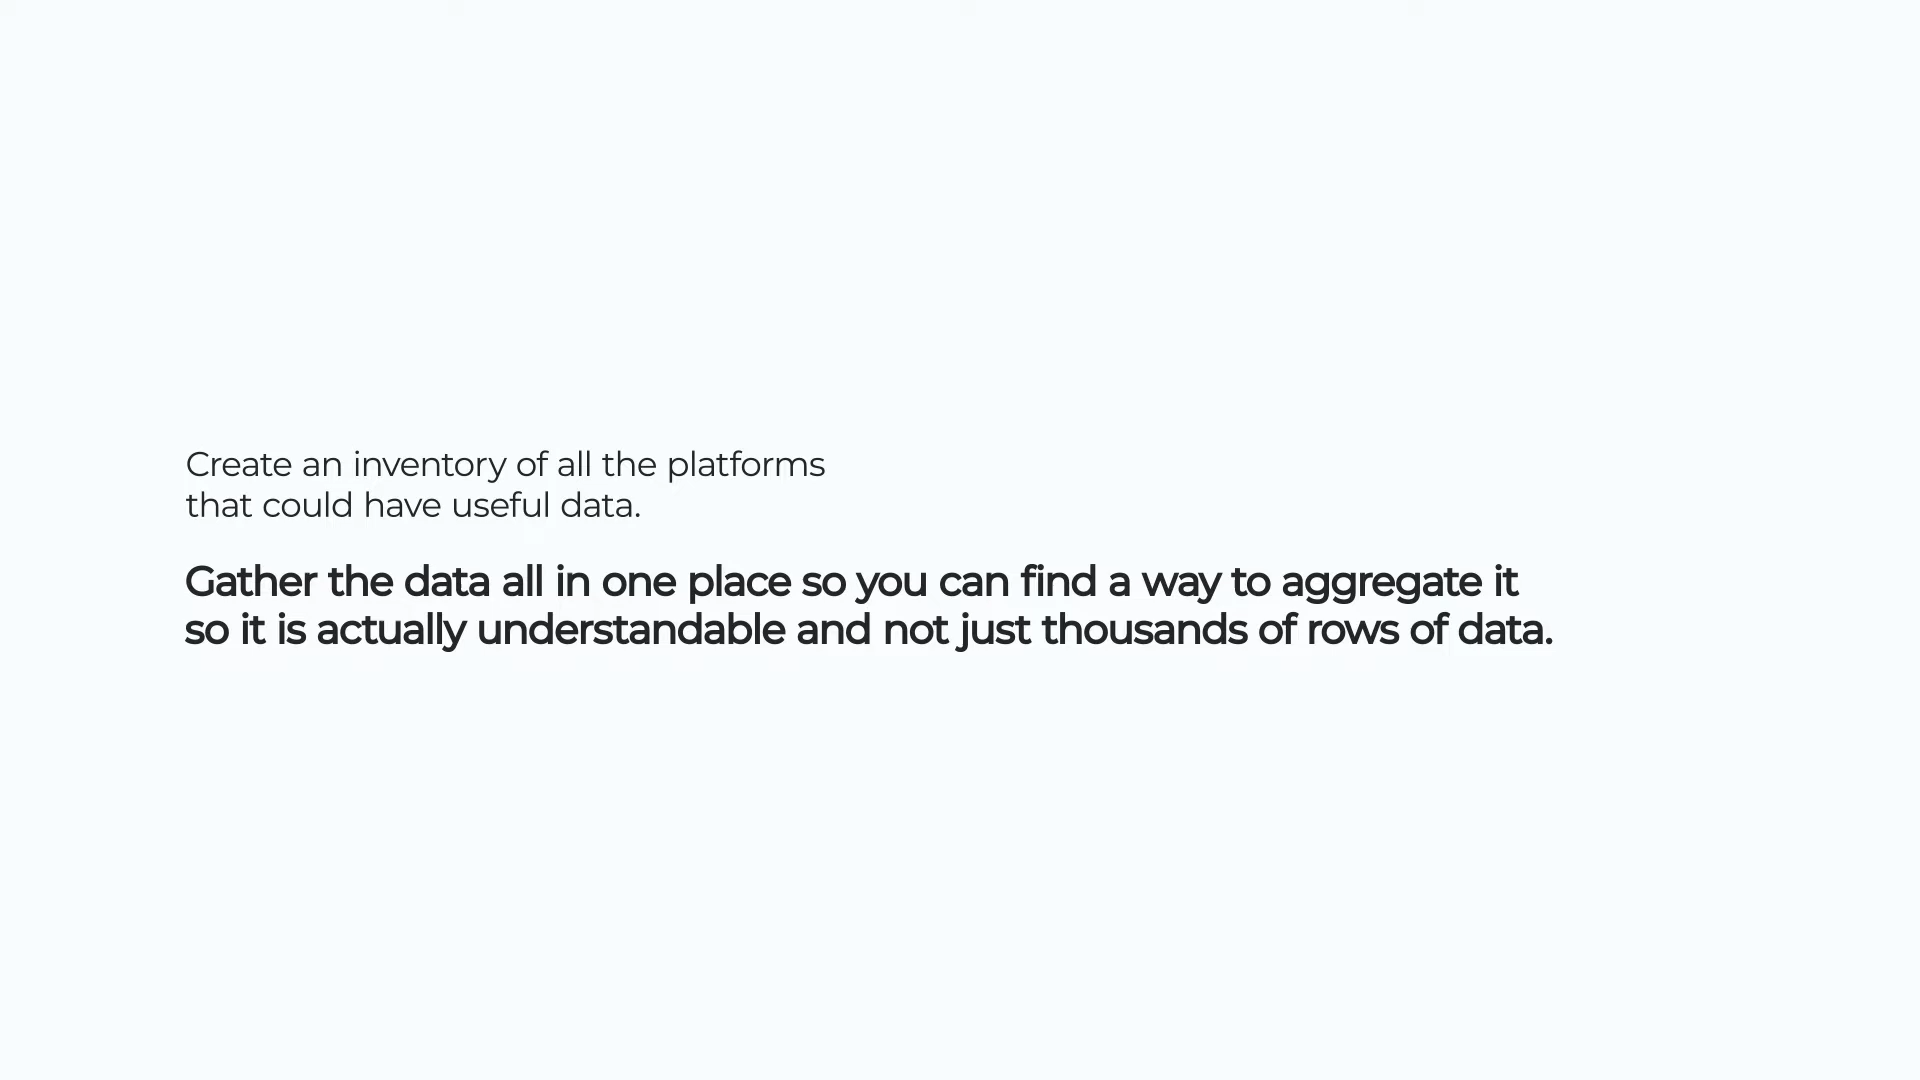 Create an inventory of all the platforms
that could have useful data.
Gather the data all in one place so you can find a way to aggregate it
so it is actually understandable and not just thousands of rows of data.